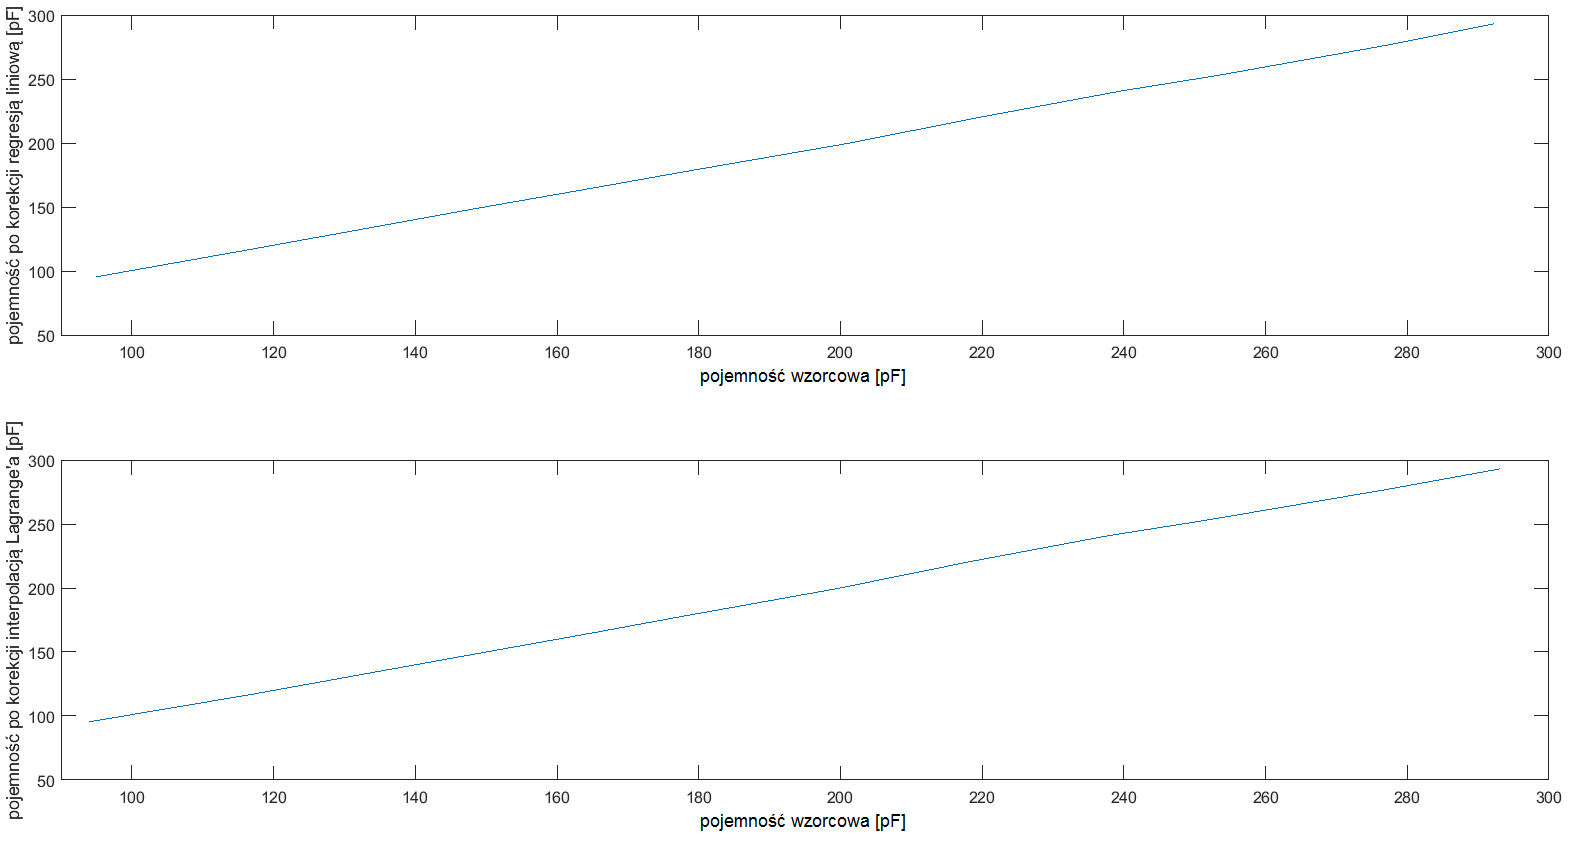 pojemność po korekcji regresją liniową [pF]
300
250
200
150
100
50
100 120 140 160 180 200 220 240 260 280 300
pojemność wzorcowa [pF]
pojemność po korekcji interpolacją Lagrange'a [pF]
300
250
200
150
100
50
100 120 140 160 180 200 220 240 260 280 300
pojemność wzorcowa [pF]